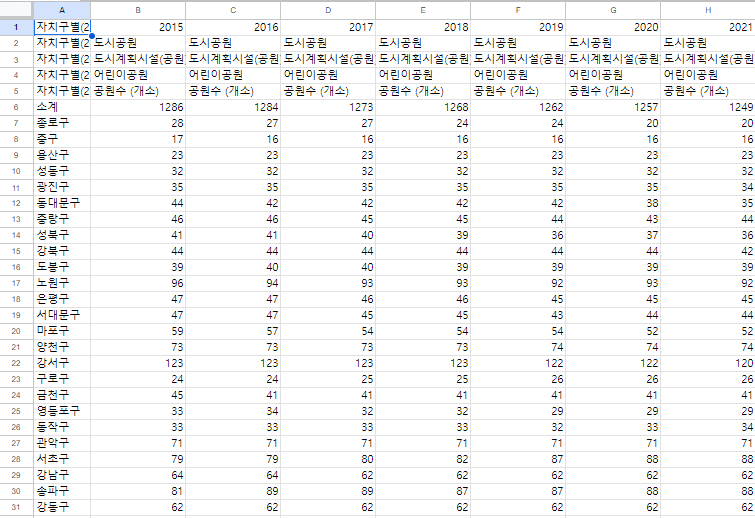 A B C D E F G H
1 자치구별(2 2015 2016 2017 2018 2019 2020 2021
2 자치구별(2 도시공원 도시공원 도시공원 도시공원 도시공원 도시공원 도시공원
3 자치구별(2 도시계획시설(공원 도시계획시설(공원 도시계획시설(공원 도시계획시설(공원 도시계획시설(공원 도시계획시설(공원 도시계획시설(공원
4 자치구별(2 어린이공원 어린이공원 어린이공원 어린이공원 어린이공원 어린이공원 어린이공원
5 자치구별(2 공원수 (개소) 공원수 (개소) 공원수 (개소) 공원수 (개소) 공원수 (개소) 공원수 (개소) 공원수 (개소)
6 소계 1286 1284 1273 1268 1262 1257 1249
7 종로구 28 27 27 24 24 20 20
8 중구 17 16 16 16 16 16 16
9 용산구 23 23 23 23 23 23 23
10 성동구 32 32 32 32 32 32 32
11 광진구 35 35 35 35 35 35 34
12 동대문구 44 42 42 42 42 38 35
13 중랑구 46 46 45 45 44 43 44
14 성북구 41 41 40 39 36 37 36
15 강북구 44 44 44 44 44 44 42
16 도봉구 39 40 40 39 39 39 39
17 노원구 96 94 93 93 92 93 92
18 은평구 47 47 46 46 45 45 45
19 서대문구 47 47 45 45 43 44 44
20 마포구 59 57 54 54 54 52 52
21 양천구 73 73 73 73 74 74 74
22 강서구 123 123 123 123 122 122 120
23 구로구 24 24 25 25 26 26 26
24 금천구 45 41 41 41 41 41 41
25 영등포구 33 34 32 32 29 29 29
26 동작구 33 33 33 33 32 33 34
27 관악구 71 71 71 71 71 71 71
28 서초구 79 79 80 82 87 88 88
29 강남구 64 64 62 62 62 62 62
30 송파구 81 89 89 87 87 88 88
31 강동구 62 62 62 62 62 62 62